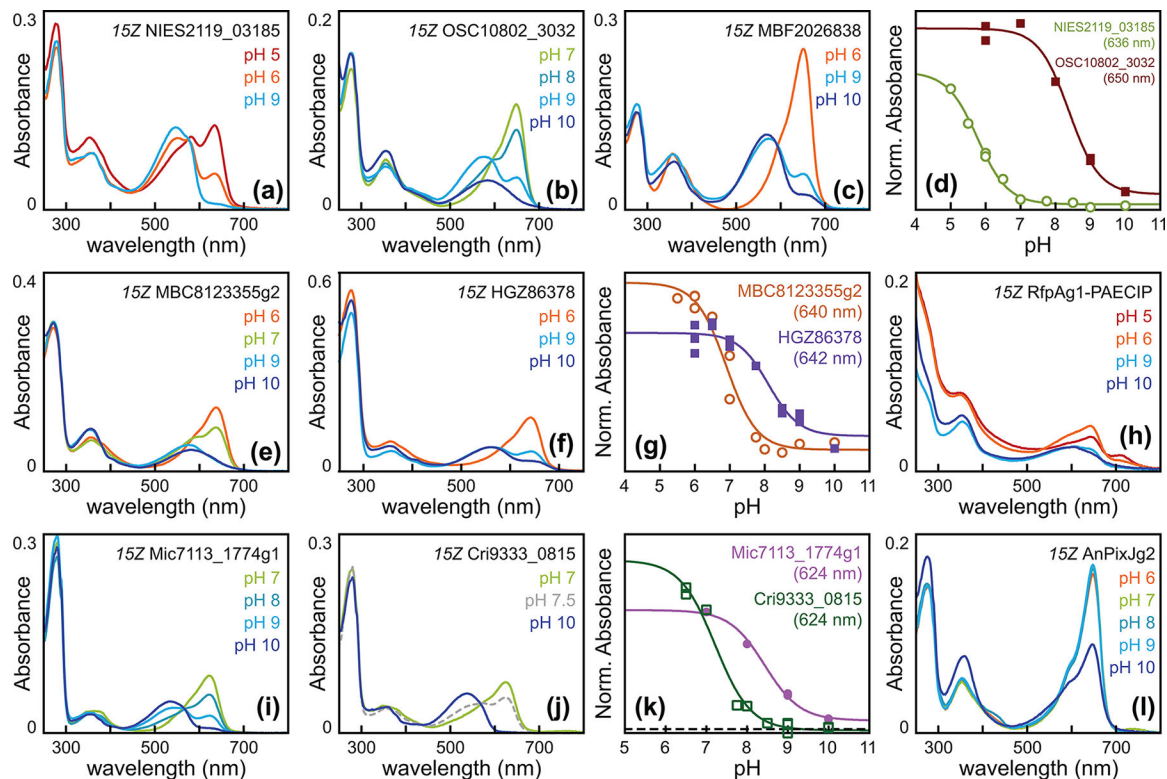 0.3
15Z NIES2119_03185
pH 5
pH 6
pH 9
(a)
Absorbance
0
300 500 700
wavelength (nm)
0.2
15Z OSC10802_3032
pH 7
pH 8
pH 9
pH 10
(b)
Absorbance
0
300 500 700
wavelength (nm)
0.3
15Z MBF2026838
pH 6
pH 9
pH 10
(c)
Absorbance
0
300 500 700
wavelength (nm)
NIES2119_03185
(636 nm)
OSC10802_3032
(650 nm)
(d)
Norm. Absorbance
4 5 6 7 8 9 10 11
pH
0.4
15Z MBC8123355g2
pH 6
pH 7
pH 9
pH 10
(e)
Absorbance
0
300 500 700
wavelength (nm)
0.6
15Z HGZ86378
pH 6
pH 9
pH 10
(f)
Absorbance
0
300 500 700
wavelength (nm)
MBC8123355g2
(640 nm)
HGZ86378
(642 nm)
(g)
Norm. Absorbance
4 5 6 7 8 9 10 11
pH
0.2
15Z RfpAg1-PAECIP
pH 5
pH 6
pH 9
pH 10
(h)
Absorbance
0
300 500 700
wavelength (nm)
0.3
15Z Mic7113_1774g1
pH 7
pH 8
pH 9
pH 10
(i)
Absorbance
0
300 500 700
wavelength (nm)
0.3
15Z Cri9333_0815
pH 7
pH 7.5
pH 10
(j)
Absorbance
0
300 500 700
wavelength (nm)
Mic7113_1774g1
(624 nm)
Cri9333_0815
(624 nm)
(k)
Norm. Absorbance
5 6 7 8 9 10 11
pH
0.2
15Z AnPixJg2
pH 6
pH 7
pH 8
pH 9
pH 10
(l)
Absorbance
0
300 500 700
wavelength (nm)